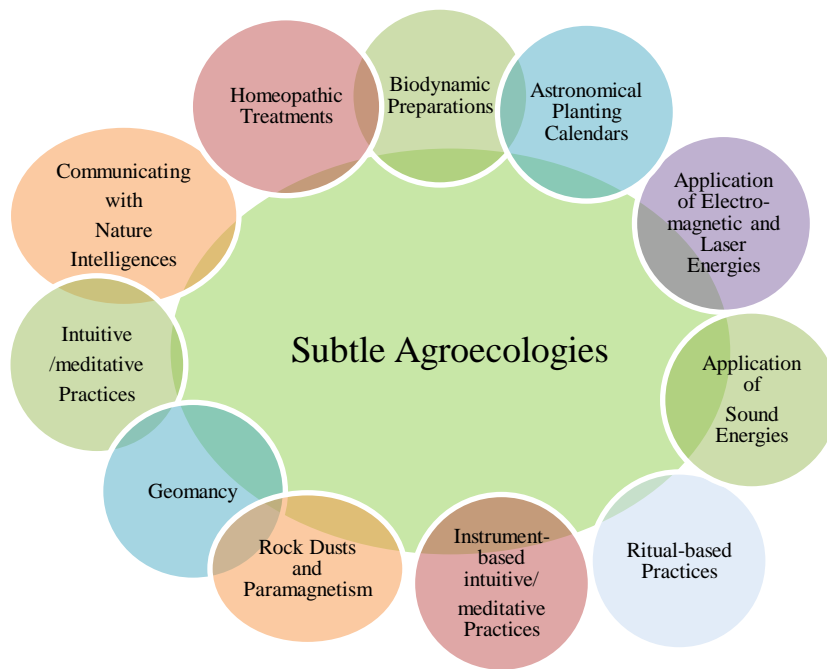 Homeopathic
Treatments
Biodynamic
Preparations
Astronomical
Planting
Calendars
Communicating
with
Nature
Intelligences
Application
of Electro-
magnetic and
Laser
Energies
Intuitive
/meditative
Practices
Subtle Agroecologies
Application
of
Sound
Energies
Geomancy
Rock Dusts
and
Paramagnetism
Instrument-
based
intuitive/
meditative
Practices
Ritual-based
Practices